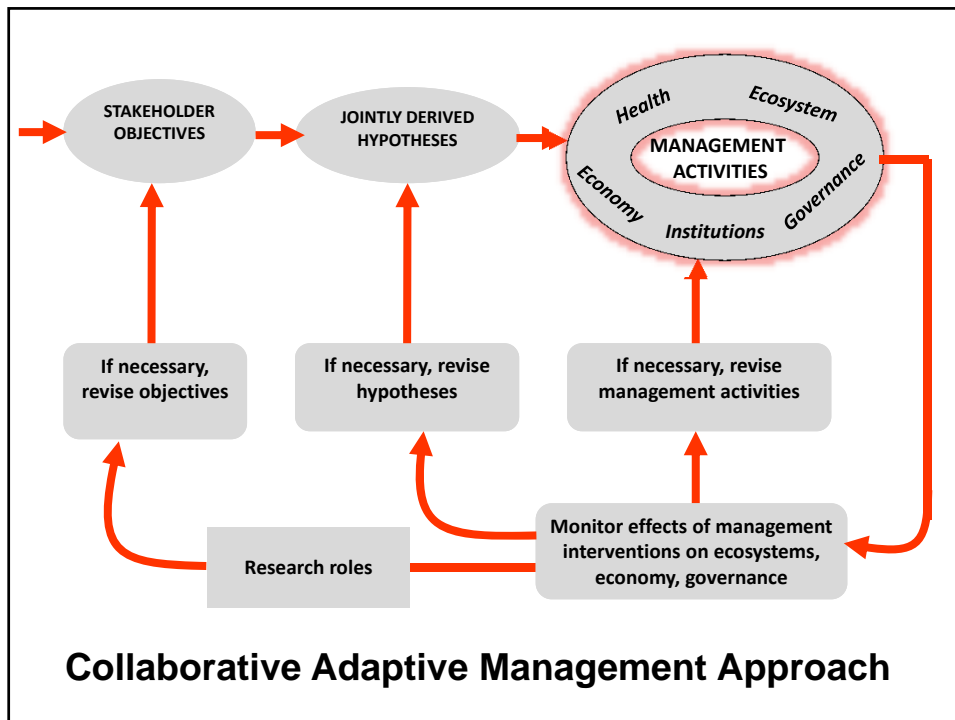 STAKEHOLDER
OBJECTIVES
JOINTLY DERIVED
HYPOTHESES
Health
Ecosystem
MANAGEMENT
ACTIVITIES
Economy
Institutions
Governance
If necessary,
revise objectives
If necessary, revise
hypotheses
If necessary, revise
management activities
Research roles
Monitor effects of management
interventions on ecosystems,
economy, governance
Collaborative Adaptive Management Approach